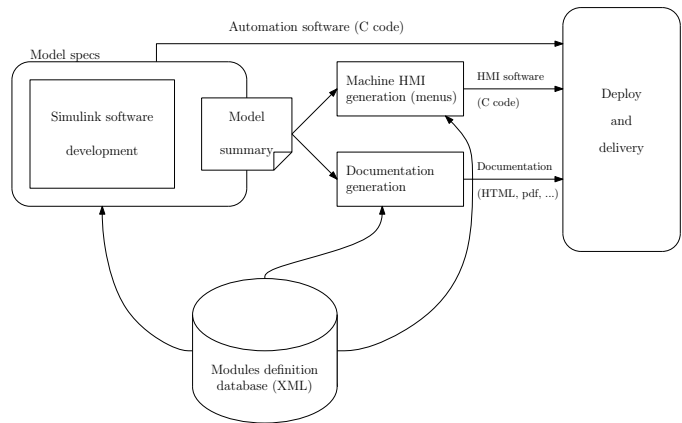 Automation software (C code)
Model specs
Simulink software
development
Model
summary
Machine HMI
generation (menus)
HMI software
(C code)
Documentation
generation
Documentation
(HTML, pdf, ...)
Deploy
and
delivery
Modules definition
database (XML)